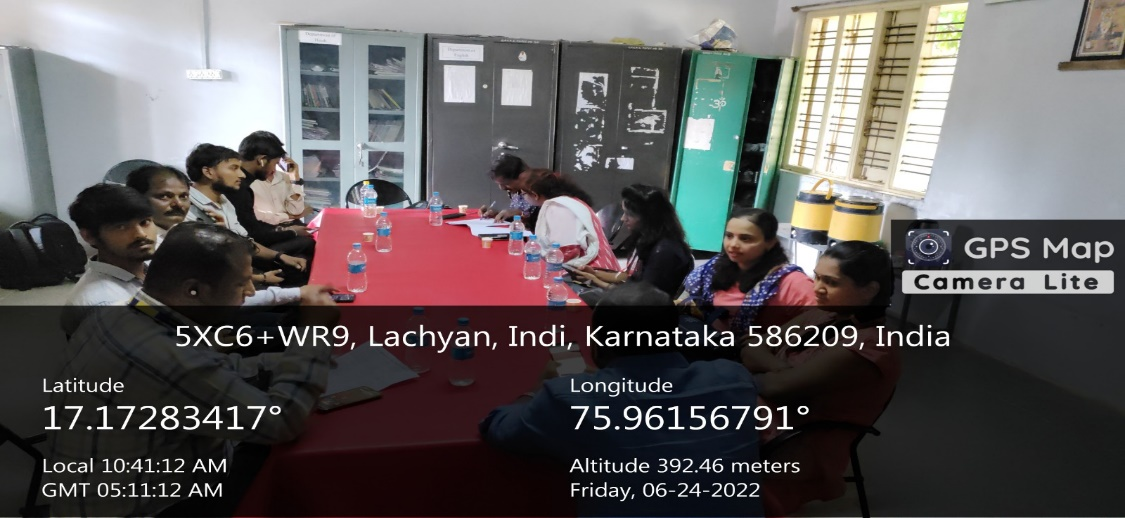 GPS Map
Camera Lite
5XC6+WR9, Lachyan, Indi, Karnataka 586209, India
Latitude
17.17283417°
Longitude
75.96156791°
Local 10:41:12 AM
GMT 05:11:12 AM
Altitude 392.46 meters
Friday, 06-24-2022